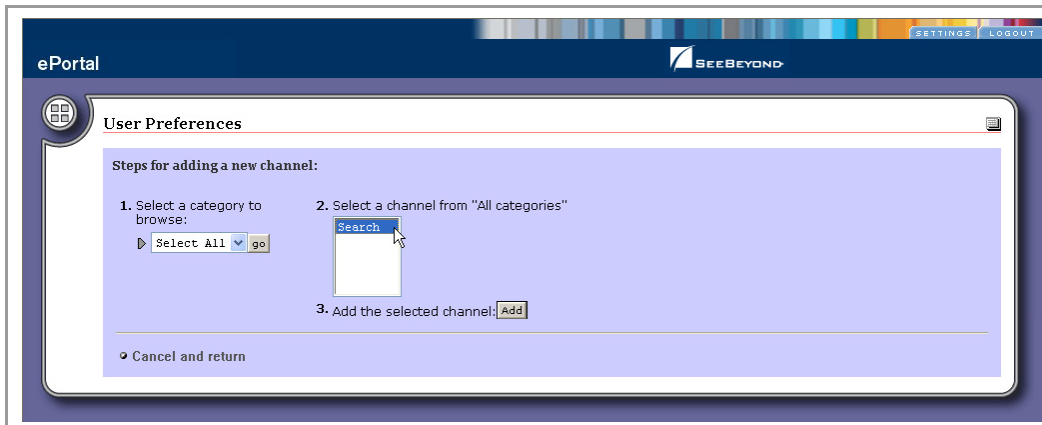 SETTINGS LOGOUT
ePortal
SEEBEYOND
User Preferences
Steps for adding a new channel:
1. Select a category to browse:
Select All go
2. Select a channel from "All categories"
Search
3. Add the selected channel: Add
Cancel and return